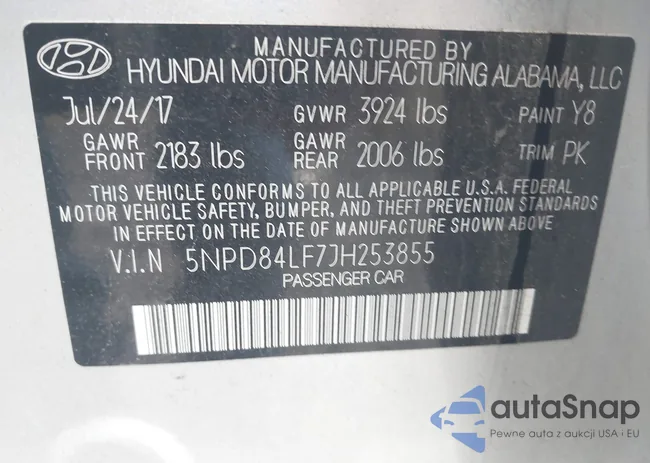 MANUFACTURED BY
HYUNDAI MOTOR MANUFACTURING ALABAMA, LLC
Jul/24/17 GVWR 3924 lbs PAINT Y8
GAWR FRONT 2183 lbs GAWR REAR 2006 lbs TRIM PK
THIS VEHICLE CONFORMS TO ALL APPLICABLE U.S.A. FEDERAL
MOTOR VEHICLE SAFETY, BUMPER, AND THEFT PREVENTION STANDARDS
IN EFFECT ON THE DATE OF MANUFACTURE SHOWN ABOVE
V.I.N 5NPD84LF7JH253855
PASSENGER CAR
autaSnap
Pewne auta z aukcji USA i EU